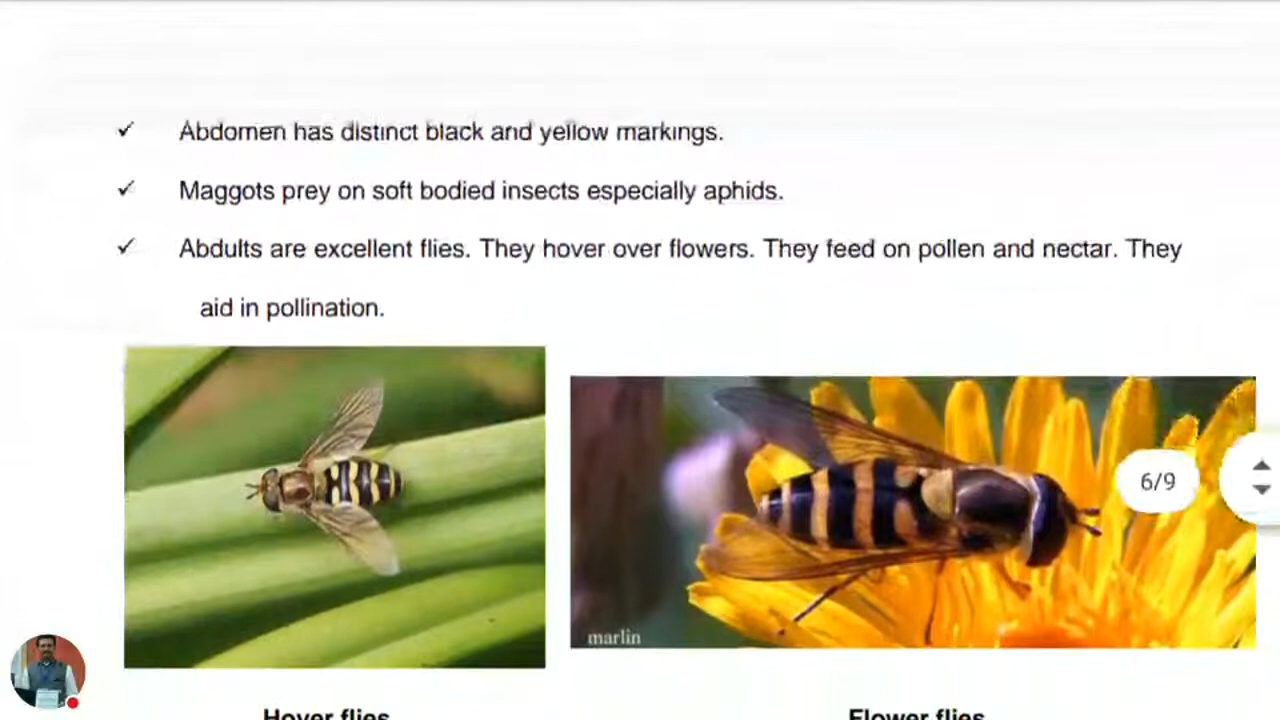 ✓ Abdomen has distinct black and yellow markings.
✓ Maggots prey on soft bodied insects especially aphids.
✓ Abdults are excellent flies. They hover over flowers. They feed on pollen and nectar. They
aid in pollination.
6/9
marlin
Hover flies
Flower flies